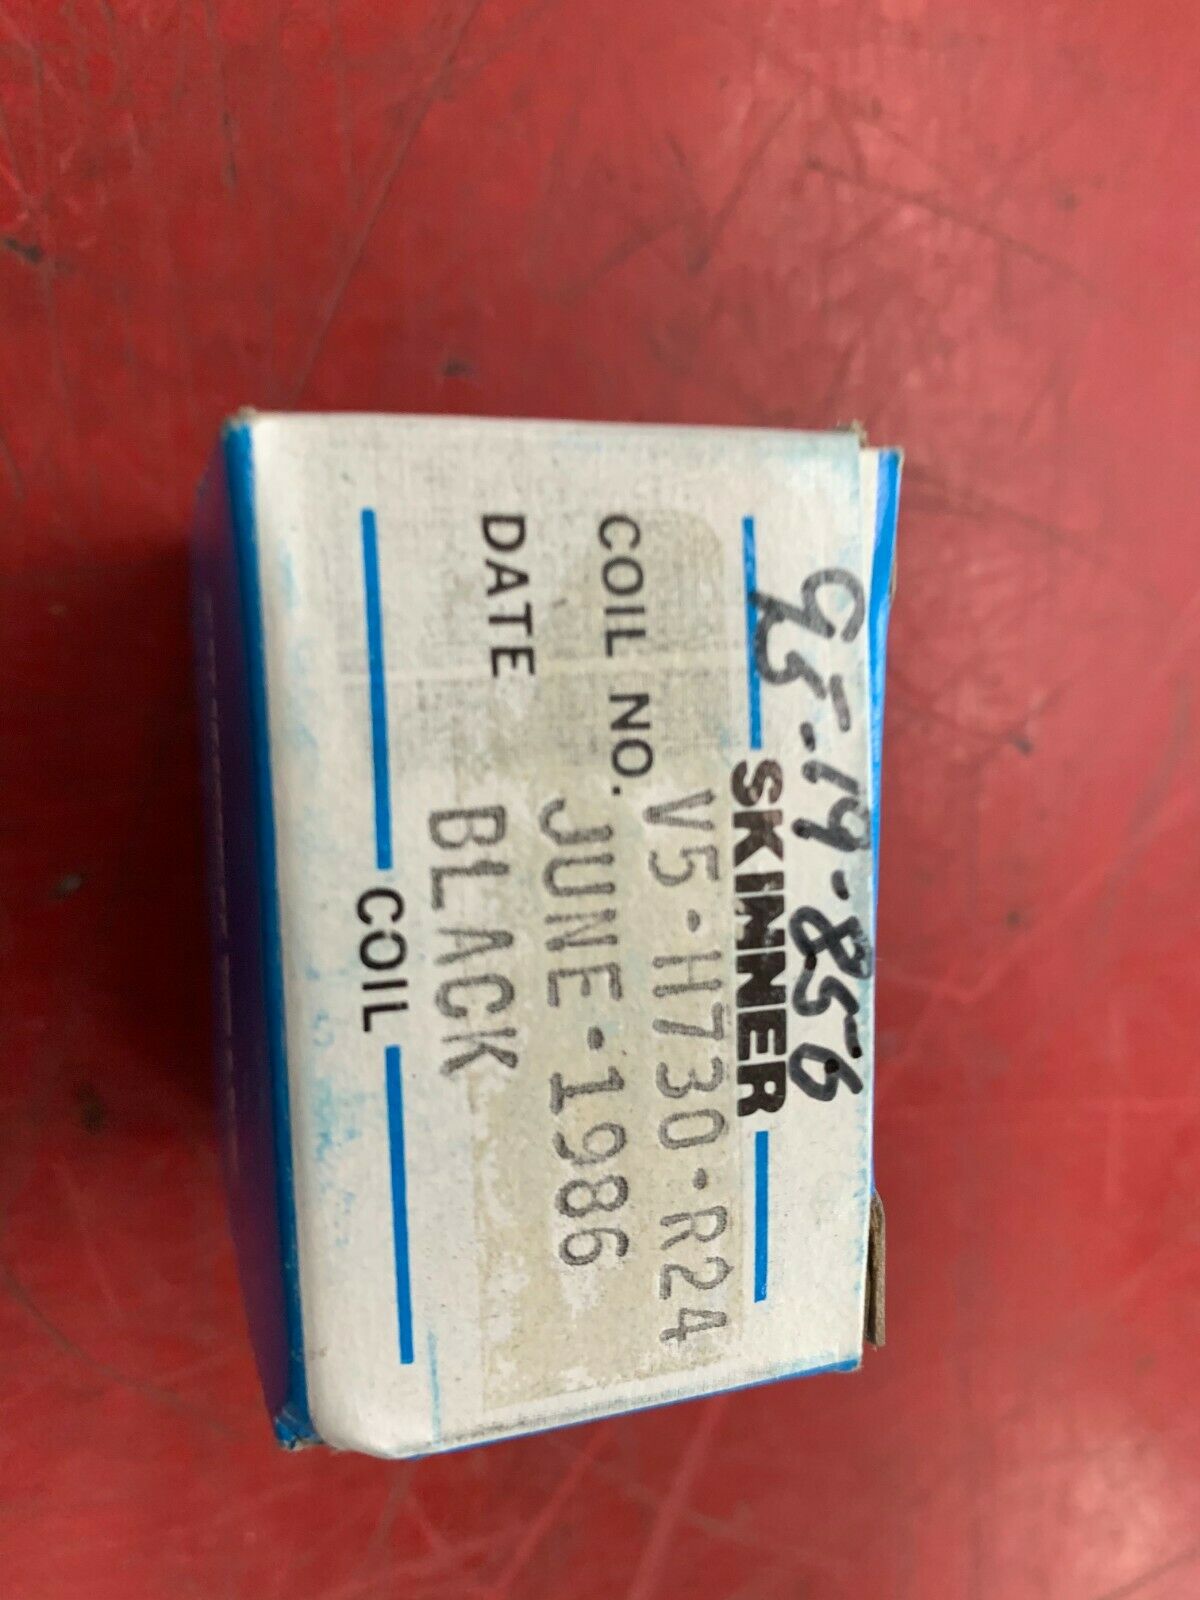 95-19-856
SKINNER
COIL NO. V5-H730-R24
DATE JUNE-1986
BLACK
COIL